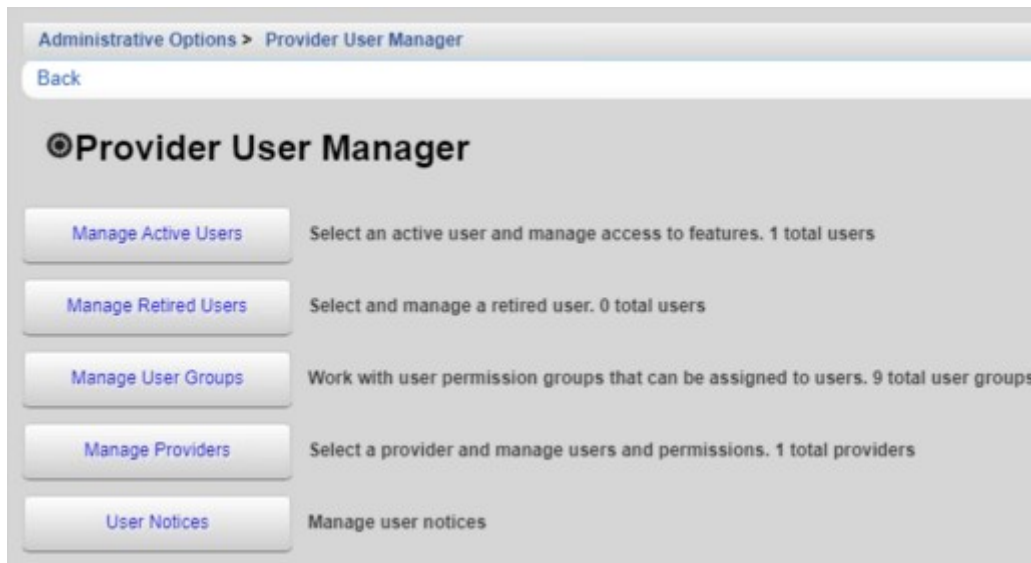 Administrative Options > Provider User Manager
Back
Provider User Manager
Manage Active Users Select an active user and manage access to features. 1 total users
Manage Retired Users Select and manage a retired user. 0 total users
Manage User Groups Work with user permission groups that can be assigned to users. 9 total user groups
Manage Providers Select a provider and manage users and permissions. 1 total providers
User Notices Manage user notices